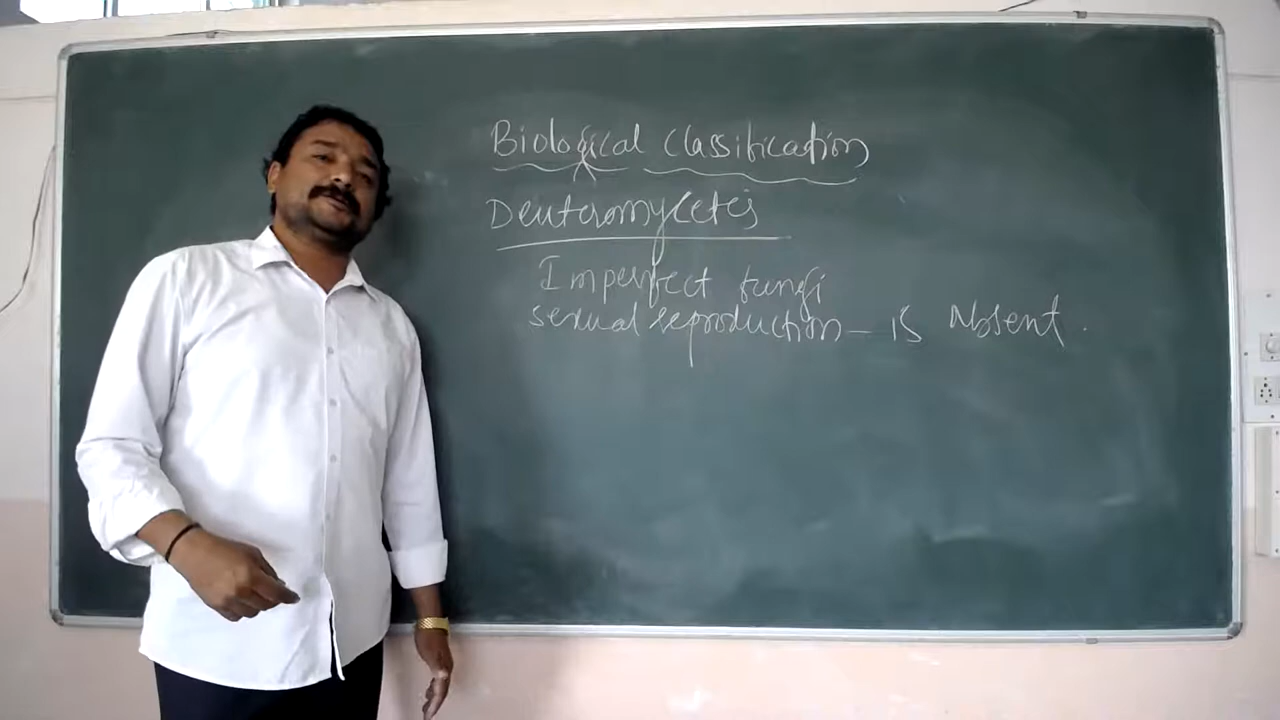 Biological classification
Deuteromycetes
Imperfect fungi
sexual reproduction – is Absent.